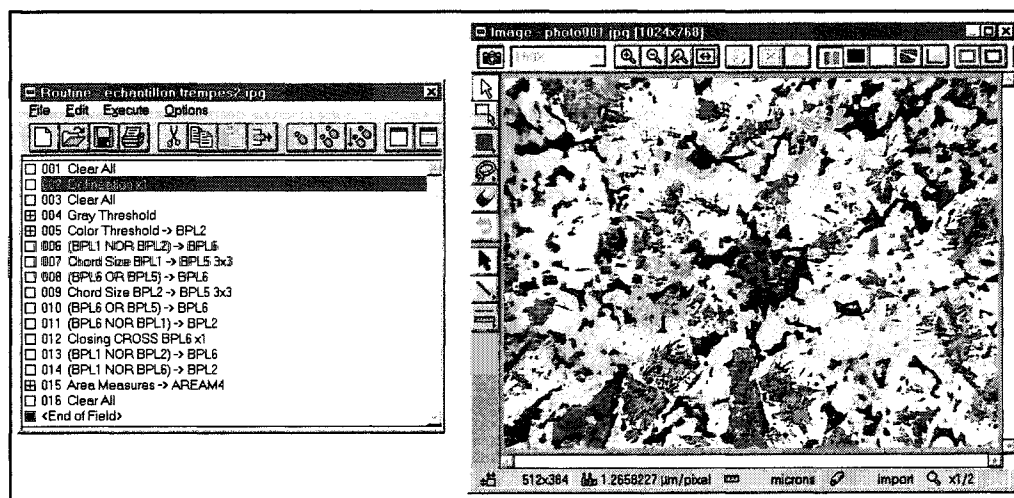 Routine - echantillon trempes2.jpg
File Edit Execute Options
001 Clear All
002 Delineation x1
003 Clear All
004 Gray Threshold
005 Color Threshold -> BPL2
006 (BPL1 NOR BPL2) -> BPL6
007 Chord Size BPL1 -> BPL5 3x3
008 (BPL6 OR BPL5) -> BPL6
009 Chord Size BPL2 -> BPL5 3x3
010 (BPL6 OR BPL5) -> BPL6
011 (BPL6 NOR BPL1) -> BPL2
012 Closing CROSS BPL6 x1
013 (BPL1 NOR BPL2) -> BPL6
014 (BPL1 NOR BPL6) -> BPL2
015 Area Measures -> AREAM4
016 Clear All
<End of Field>
Image - photo001.jpg [1024x768]
512x384 1.2658227 µm/pixel microns import x1/2